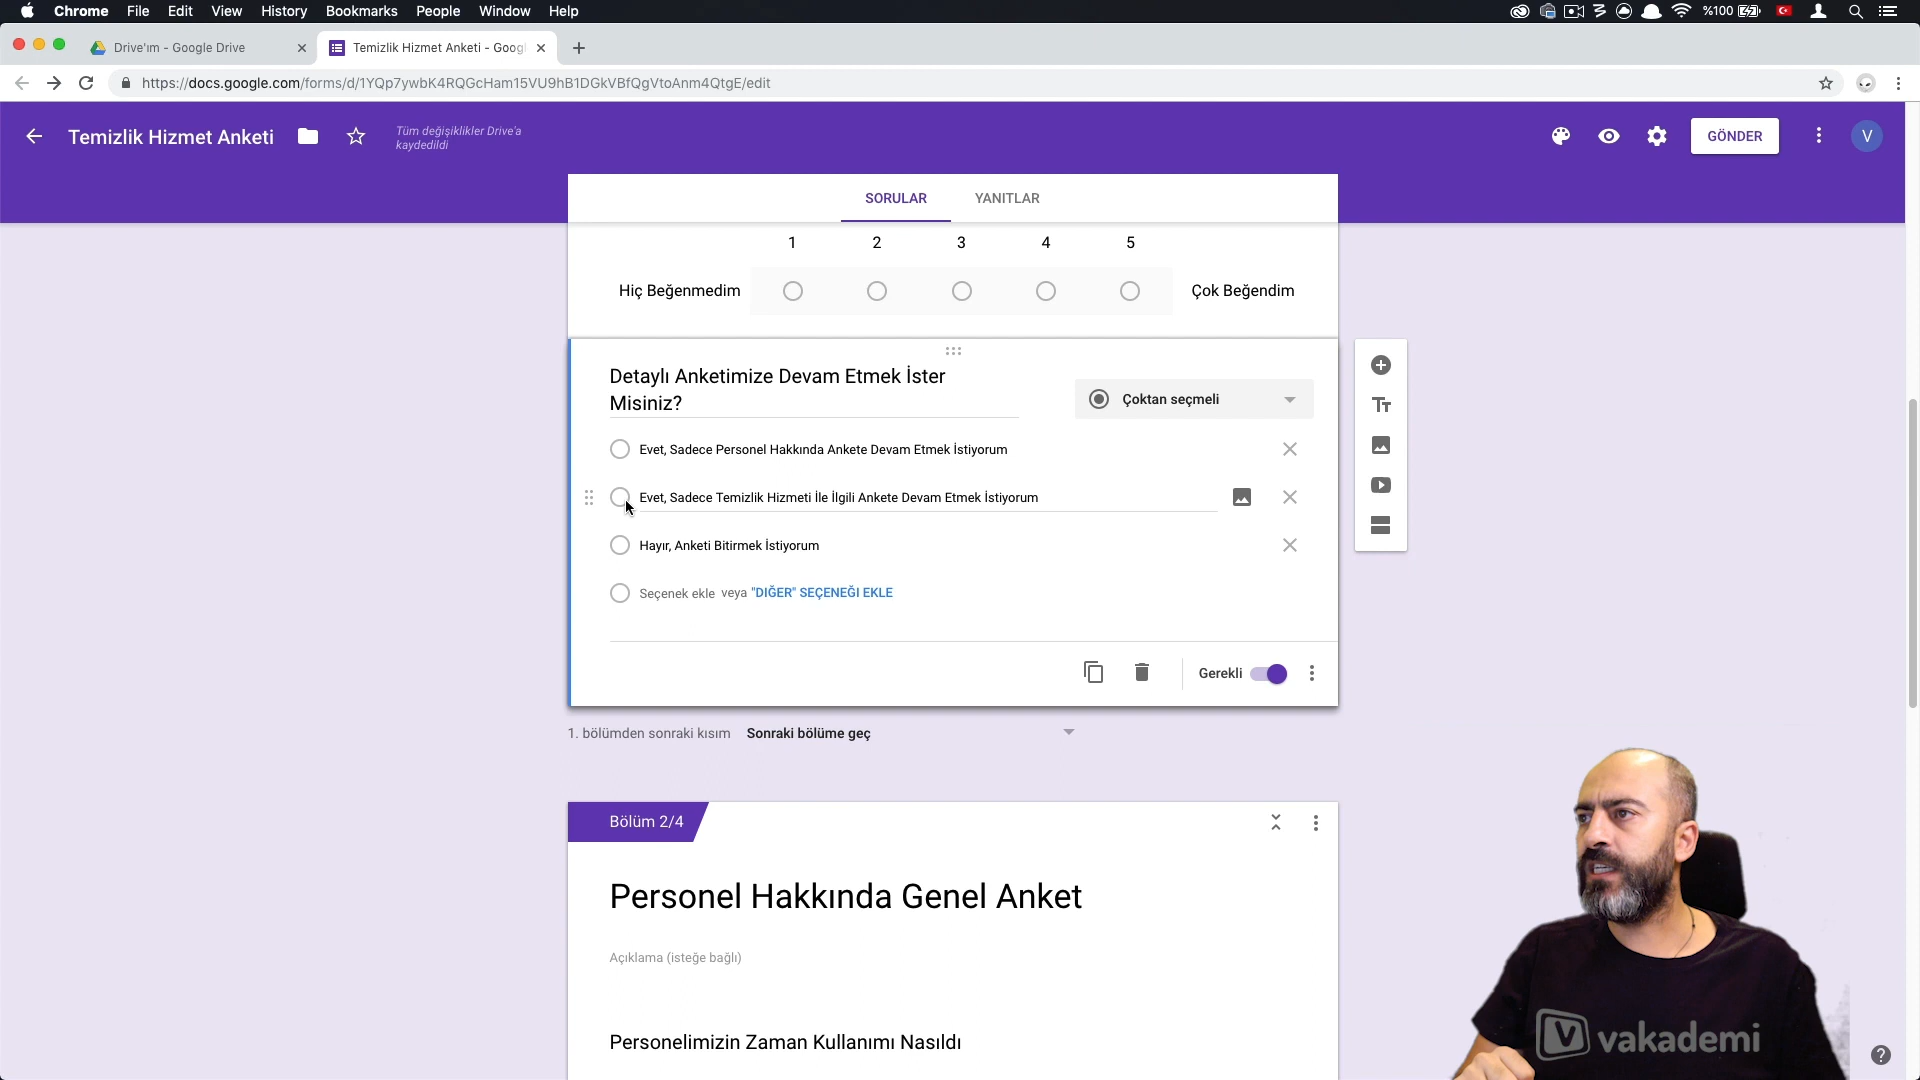 Chrome File Edit View History Bookmarks People Window Help %100
Drive'ım - Google Drive Temizlik Hizmet Anketi - Goog
https://docs.google.com/forms/d/1YQp7ywbK4RQGcHam15VU9hB1DGkVBfQgVtoAnm4QtgE/edit
Temizlik Hizmet Anketi
Tüm değişiklikler Drive'a
kaydedildi
GÖNDER
V
SORULAR YANITLAR
1 2 3 4 5
Hiç Beğenmedim Çok Beğendim
Detaylı Anketimize Devam Etmek İster
Misiniz?
Çoktan seçmeli
Evet, Sadece Personel Hakkında Ankete Devam Etmek İstiyorum
Evet, Sadece Temizlik Hizmeti İle İlgili Ankete Devam Etmek İstiyorum
Hayır, Anketi Bitirmek İstiyorum
Seçenek ekle veya "DİĞER" SEÇENEĞİ EKLE
Gerekli
1. bölümden sonraki kısım Sonraki bölüme geç
Bölüm 2/4
Personel Hakkında Genel Anket
Açıklama (isteğe bağlı)
Personelimizin Zaman Kullanımı Nasıldı
vakademi